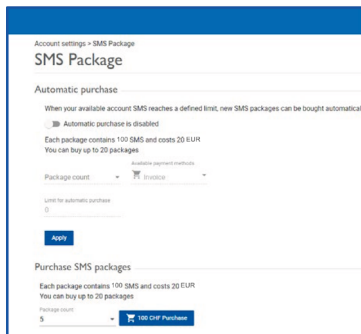 Account settings > SMS Package
SMS Package
Automatic purchase
When your available account SMS reaches a defined limit, new SMS packages can be bought automatical
Automatic purchase is disabled
Each package contains 100 SMS and costs 20 EUR
You can buy up to 20 packages
Available payment methods
Package count
Invoice
Limit for automatic purchase
0
Apply
Purchase SMS packages
Each package contains 100 SMS and costs 20 EUR
You can buy up to 20 packages
Package count
5
100 CHF Purchase